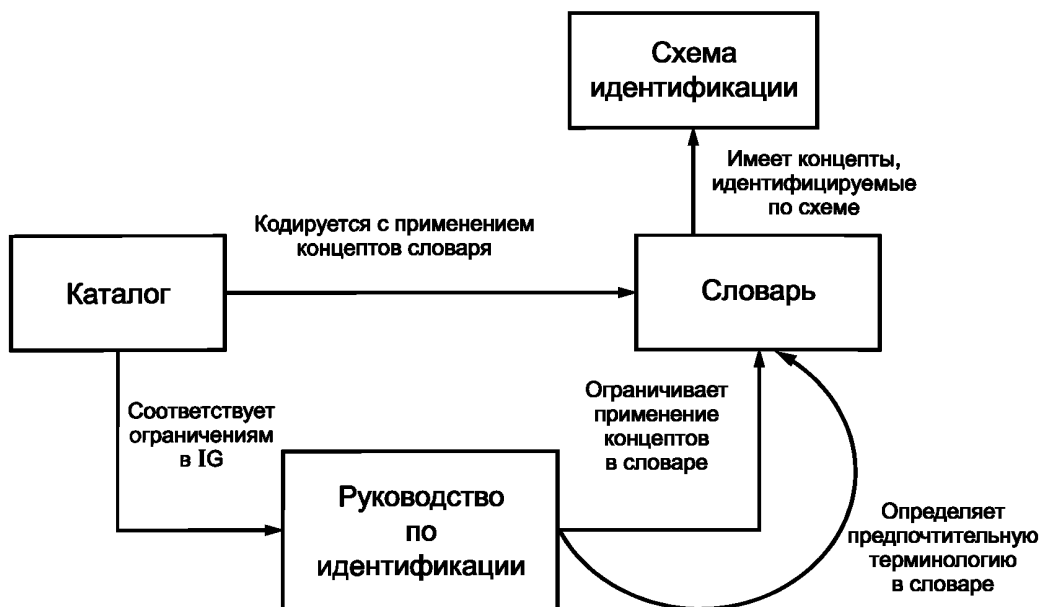 Схема
идентификации
Имеет концепты,
идентифицируемые
по схеме
Кодируется с применением
концептов словаря
Каталог
Словарь
Соответствует
ограничениям
в IG
Ограничивает
применение
концептов
в словаре
Руководство
по
идентификации
Определяет
предпочтительную
терминологию
в словаре